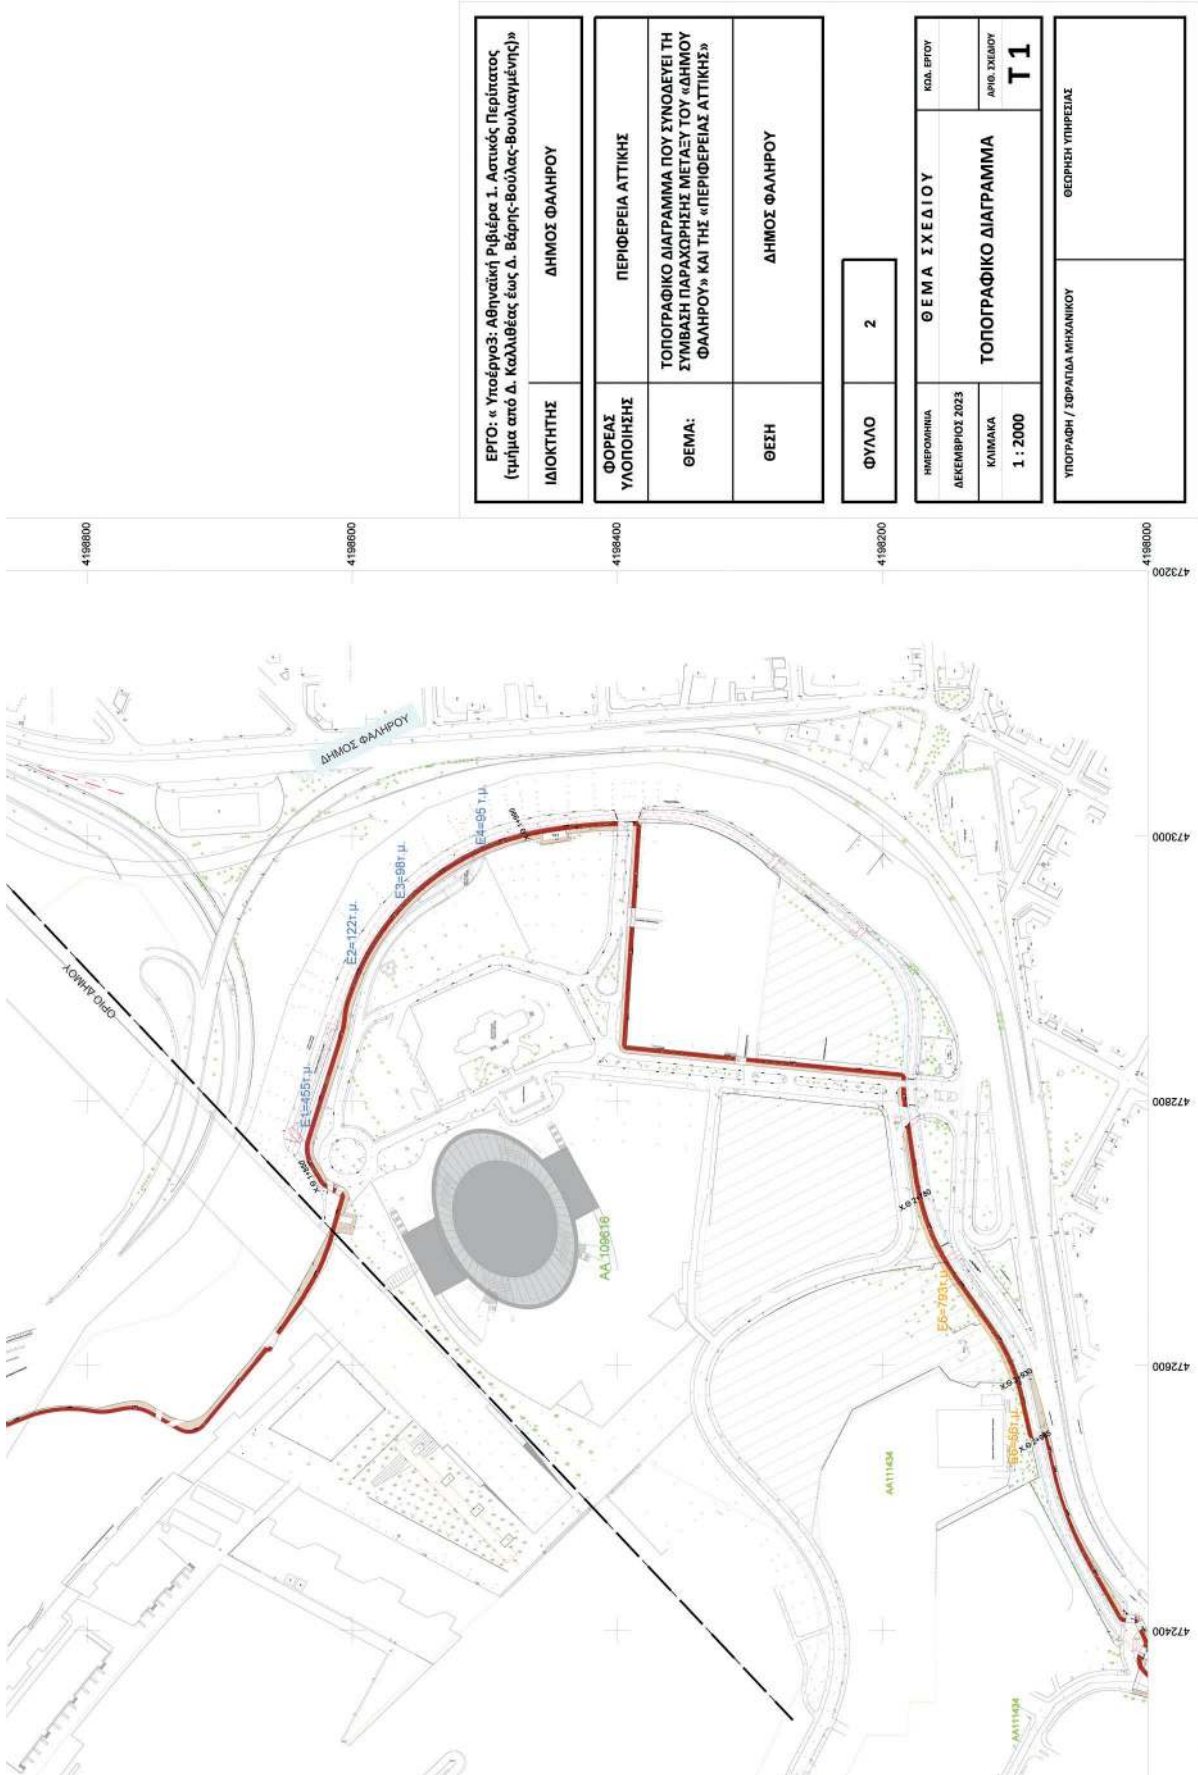 ΕΡΓΟ: « Υποέργο3: Αθηναϊκή Ριβιέρα 1. Αστικός Περίπατος
(τμήμα από Δ. Καλλιθέας έως Δ. Βάρης-Βούλας-Βουλιαγμένης)»
ΙΔΙΟΚΤΗΤΗΣ
ΔΗΜΟΣ ΦΑΛΗΡΟΥ
ΦΟΡΕΑΣ
ΥΛΟΠΟΙΗΣΗΣ
ΠΕΡΙΦΕΡΕΙΑ ΑΤΤΙΚΗΣ
ΘΕΜΑ:
ΤΟΠΟΓΡΑΦΙΚΟ ΔΙΑΓΡΑΜΜΑ ΠΟΥ ΣΥΝΟΔΕΥΕΙ ΤΗ
ΣΥΜΒΑΣΗ ΠΑΡΑΧΩΡΗΣΗΣ ΜΕΤΑΞΥ ΤΟΥ «ΔΗΜΟΥ
ΦΑΛΗΡΟΥ» ΚΑΙ ΤΗΣ «ΠΕΡΙΦΕΡΕΙΑΣ ΑΤΤΙΚΗΣ»
ΘΕΣΗ
ΔΗΜΟΣ ΦΑΛΗΡΟΥ
ΦΥΛΛΟ
2
ΗΜΕΡΟΜΗΝΙΑ
ΔΕΚΕΜΒΡΙΟΣ 2023
ΚΛΙΜΑΚΑ
1 : 2000
ΘΕΜΑ ΣΧΕΔΙΟΥ
ΤΟΠΟΓΡΑΦΙΚΟ ΔΙΑΓΡΑΜΜΑ
ΚΩΔ. ΕΡΓΟΥ
ΑΡΙΘ. ΣΧΕΔΙΟΥ
Τ 1
ΥΠΟΓΡΑΦΗ / ΣΦΡΑΓΙΔΑ ΜΗΧΑΝΙΚΟΥ
ΘΕΩΡΗΣΗ ΥΠΗΡΕΣΙΑΣ
4198800
4198600
4198400
4198200
4198000
473200
473000
472800
472600
472400
ΔΗΜΟΣ ΦΑΛΗΡΟΥ
ΟΡΙΟ ΔΗΜΟΥ
Ε1=455τ.μ.
Ε2=122τ.μ.
Ε3=98τ.μ.
Ε4=95 τ.μ.
Ε5=793τ.μ.
ΑΑ 109616
ΑΑ111434
ΑΑ111434